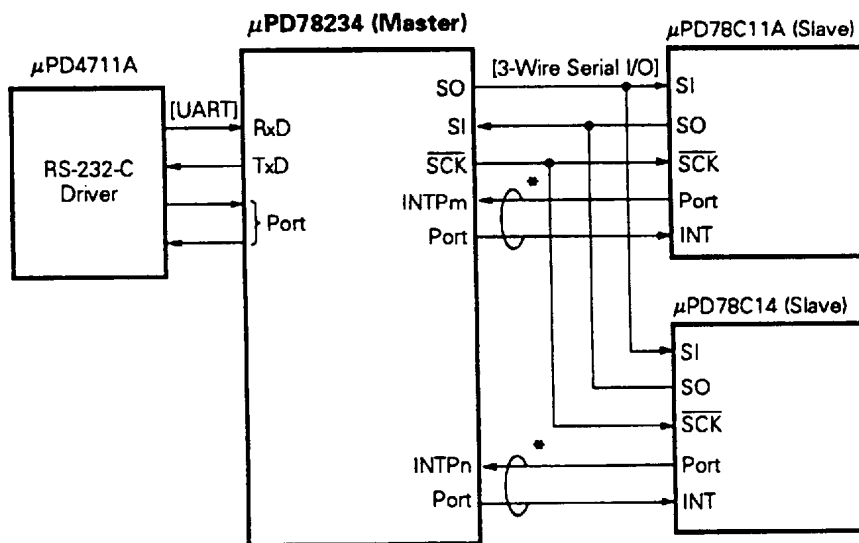 μPD78234 (Master)
μPD4711A
[UART]
RS-232-C
Driver
RxD
TxD
Port
SO
SI
SCK
INTPm
Port
INTPn
Port
[3-Wire Serial I/O]
*
*
μPD78C11A (Slave)
SI
SO
SCK
Port
INT
μPD78C14 (Slave)
SI
SO
SCK
Port
INT